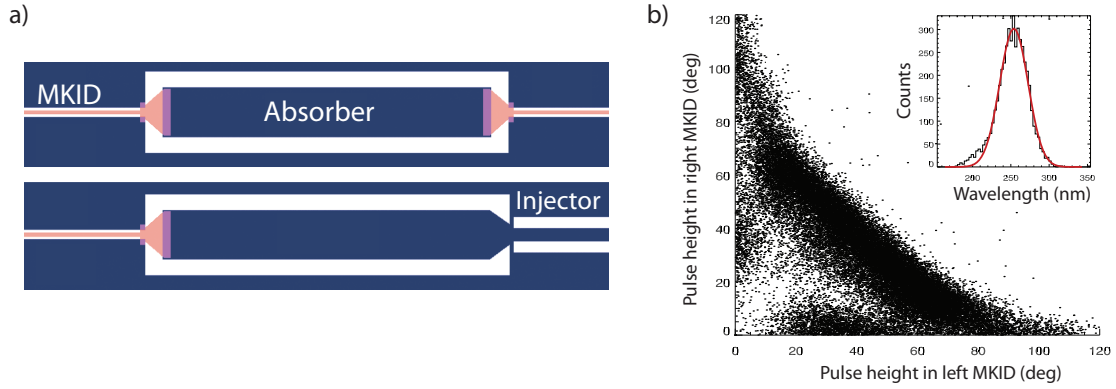 a)
MKID
Absorber
Injector
b)
Pulse height in right MKID (deg)
120
100
80
60
40
20
0
0 20 40 60 80 100 120
Pulse height in left MKID (deg)
Counts
300
250
200
150
100
50
0
200 250 300 350
Wavelength (nm)